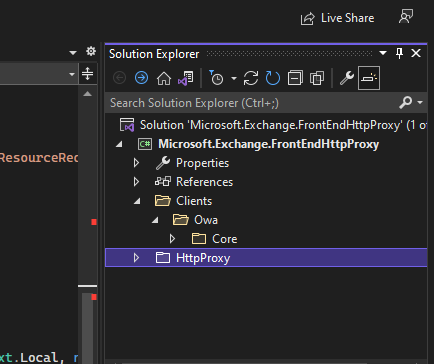 Live Share
Solution Explorer
Search Solution Explorer (Ctrl+;)
Solution 'Microsoft.Exchange.FrontEndHttpProxy' (1 of
C# Microsoft.Exchange.FrontEndHttpProxy
Properties
References
ResourceRec
Clients
Owa
Core
HttpProxy
xt.Local, n